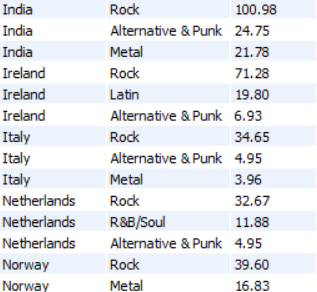 India Rock 100.98
India Alternative & Punk 24.75
India Metal 21.78
Ireland Rock 71.28
Ireland Latin 19.80
Ireland Alternative & Punk 6.93
Italy Rock 34.65
Italy Alternative & Punk 4.95
Italy Metal 3.96
Netherlands Rock 32.67
Netherlands R&B/Soul 11.88
Netherlands Alternative & Punk 4.95
Norway Rock 39.60
Norway Metal 16.83